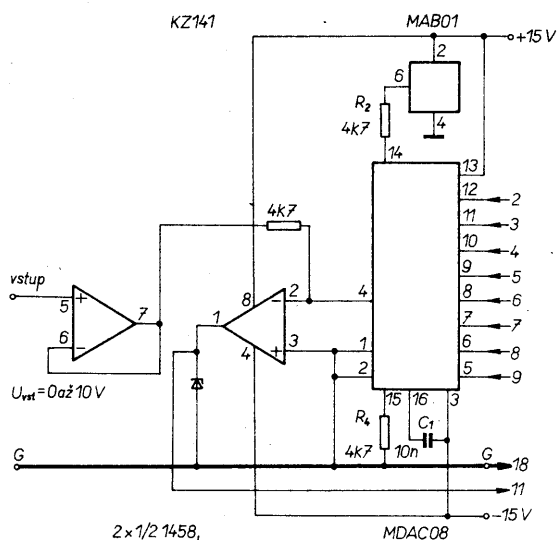 KZ141
MAB01
2
+15 V
6
R2
4k7
4
14
13
12
2
11
3
4k7
10
4
vstup
9
5
5
+
7
8
2
−
4
8
6
6
−
1
7
7
4
+
3
1
6
8
2
5
9
Uvst = 0 až 10 V
15
16
3
R4
C1
4k7
10n
G
G
18
11
−15 V
2 x 1/2 1458,
MDAC08